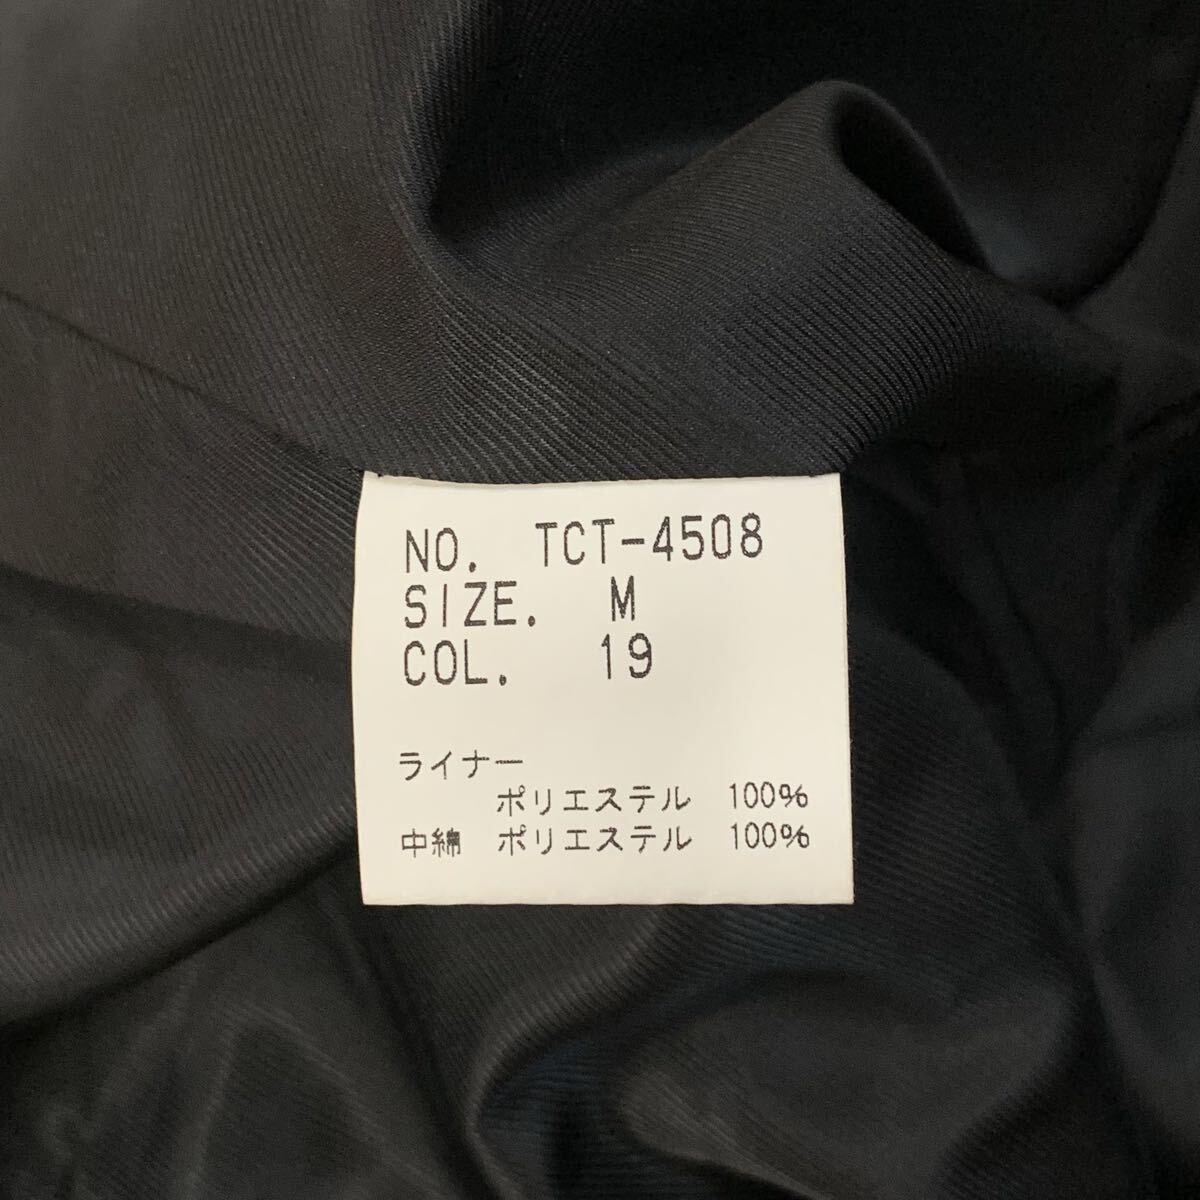 NO. TCT-4508
SIZE. M
COL. 19
ライナー
ポリエステル 100%
中綿 ポリエステル 100%